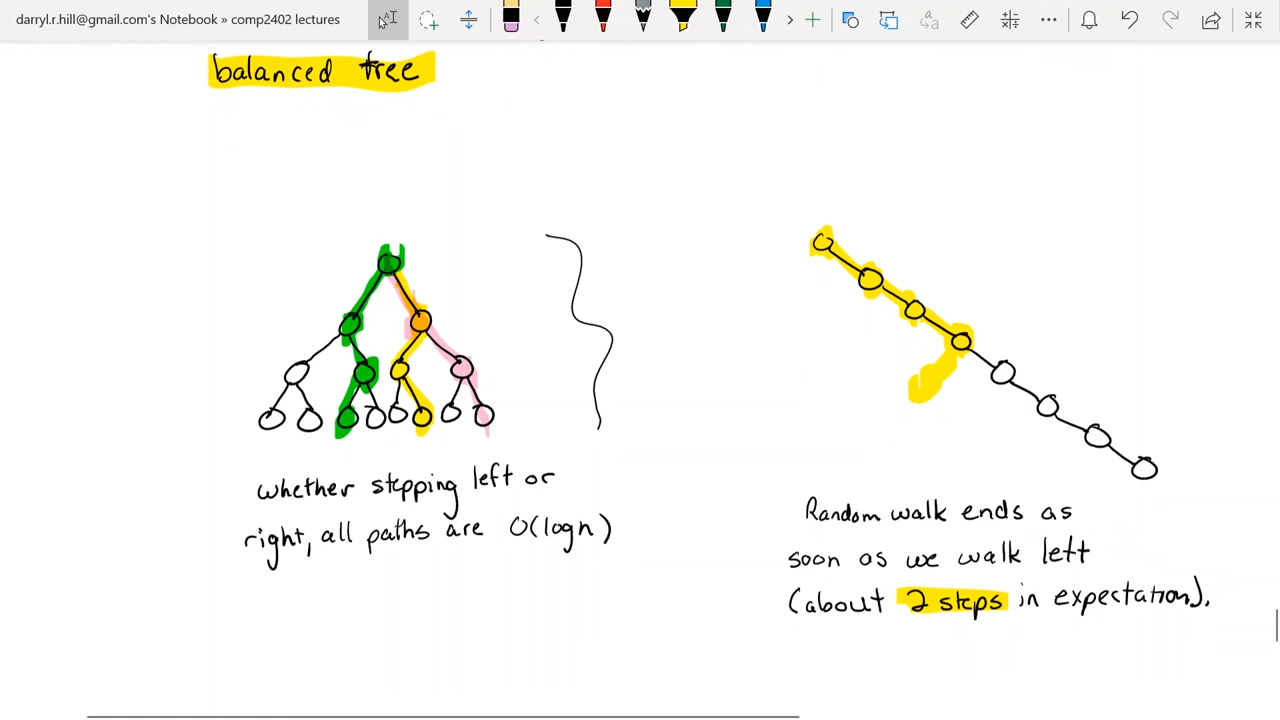 darryl.r.hill@gmail.com's Notebook » comp2402 lectures
balanced tree
whether stepping left or
right, all paths are O(logn)
Random walk ends as
soon as we walk left
(about 2 steps in expectation).